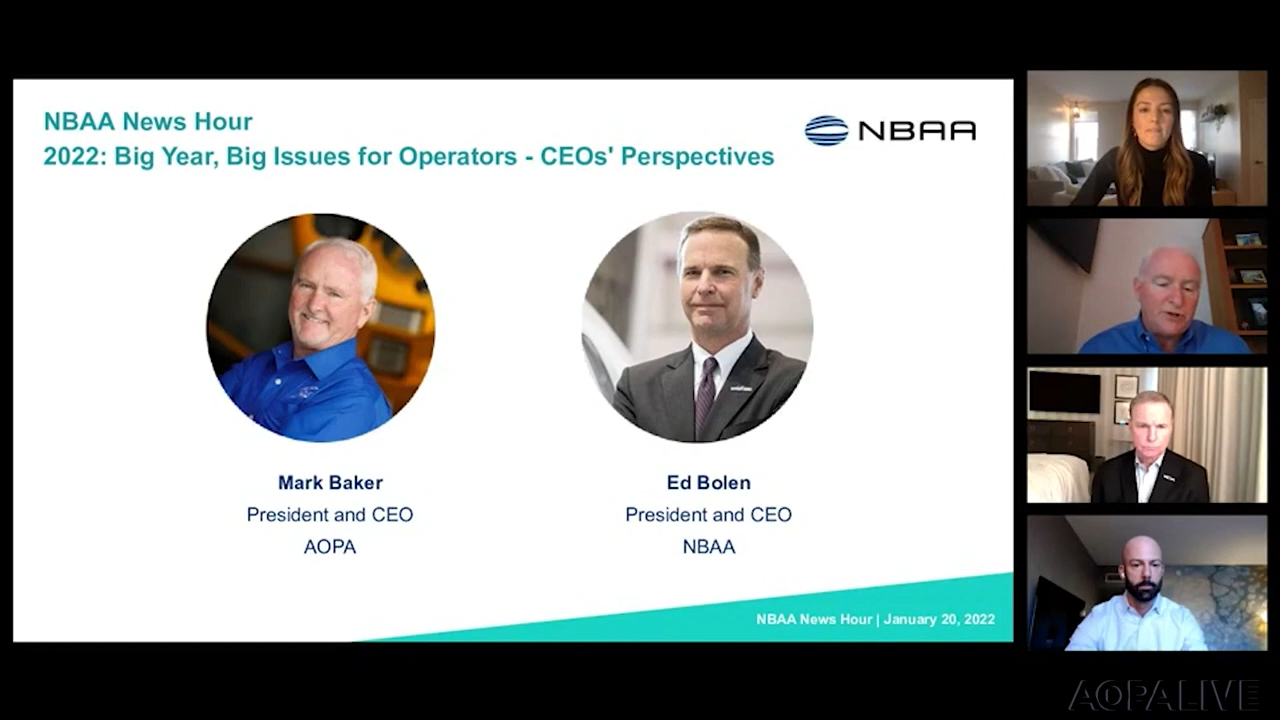 NBAA News Hour
2022: Big Year, Big Issues for Operators - CEOs' Perspectives
NBAA
Mark Baker
President and CEO
AOPA
Ed Bolen
President and CEO
NBAA
NBAA News Hour | January 20, 2022
AOPALIVE